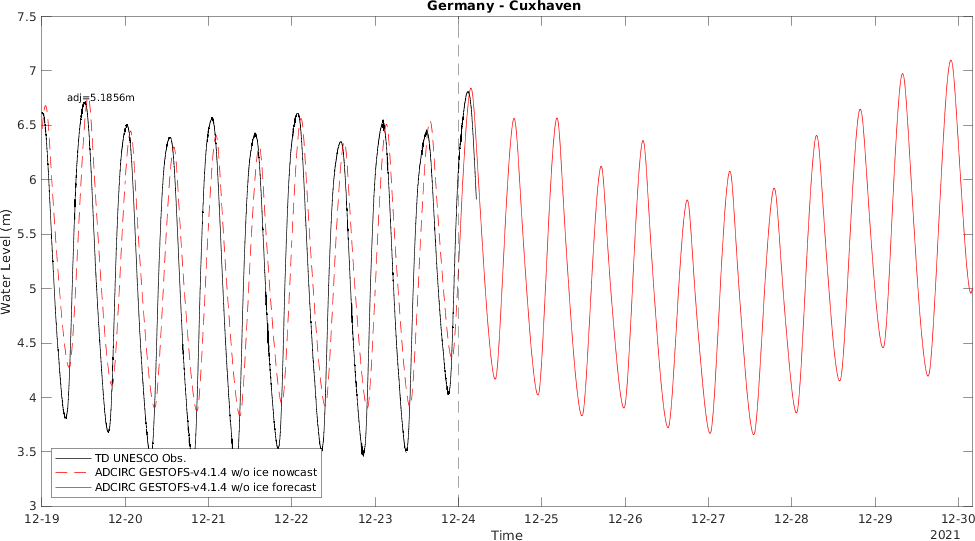 Germany - Cuxhaven
7.5
7
6.5
6
5.5
5
4.5
4
3.5
3
Water Level (m)
adj=5.1856m
TD UNESCO Obs.
ADCIRC GESTOFS-v4.1.4 w/o ice nowcast
ADCIRC GESTOFS-v4.1.4 w/o ice forecast
12-19 12-20 12-21 12-22 12-23 12-24 12-25 12-26 12-27 12-28 12-29 12-30
Time
2021